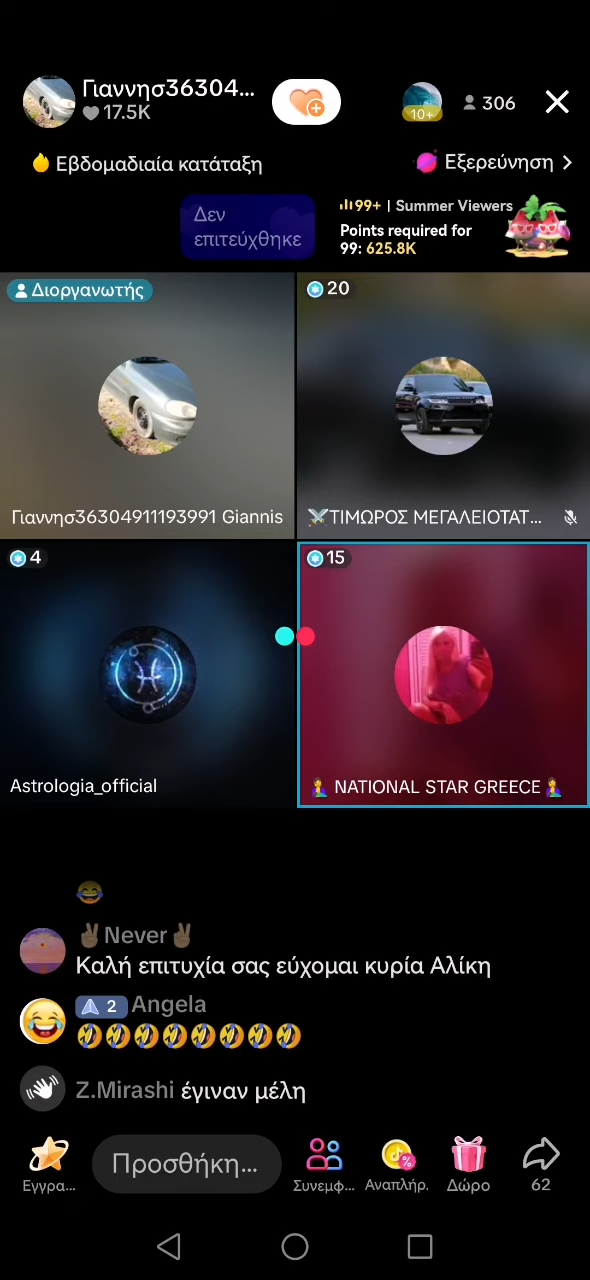 Γιαννησ36304...
17.5K
10+
306
Εβδομαδιαία κατάταξη
Εξερεύνηση
Δεν
επιτεύχθηκε
99+ | Summer Viewers
Points required for
99: 625.8K
Διοργανωτής
20
Γιαννησ36304911193991 Giannis
⚔️ΤΙΜΩΡΟΣ ΜΕΓΑΛΕΙΟΤΑΤ...
4
15
Astrologia_official
🤦‍♀️ NATIONAL STAR GREECE 🤦‍♀️
😂
✌🏽Never✌🏽
Καλή επιτυχία σας εύχομαι κυρία Αλίκη
2 Angela
🤣🤣🤣🤣🤣🤣🤣🤣
Z.Mirashi έγιναν μέλη
Προσθήκη...
Εγγρα...
Συνεμφ...
Αναπλήρ.
Δώρο
62